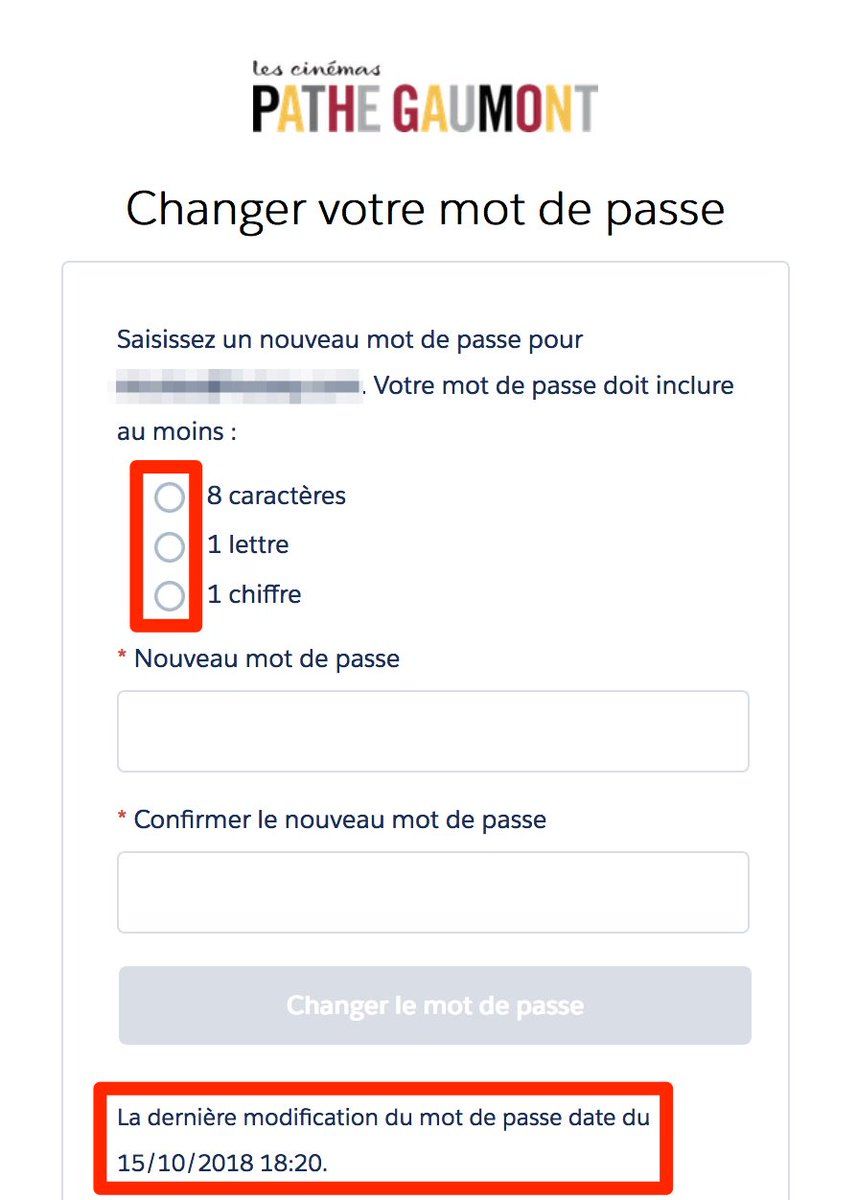 les cinémas
PATHE GAUMONT
Changer votre mot de passe
Saisissez un nouveau mot de passe pour
. Votre mot de passe doit inclure
au moins :
8 caractères
1 lettre
1 chiffre
* Nouveau mot de passe
* Confirmer le nouveau mot de passe
Changer le mot de passe
La dernière modification du mot de passe date du
15/10/2018 18:20.